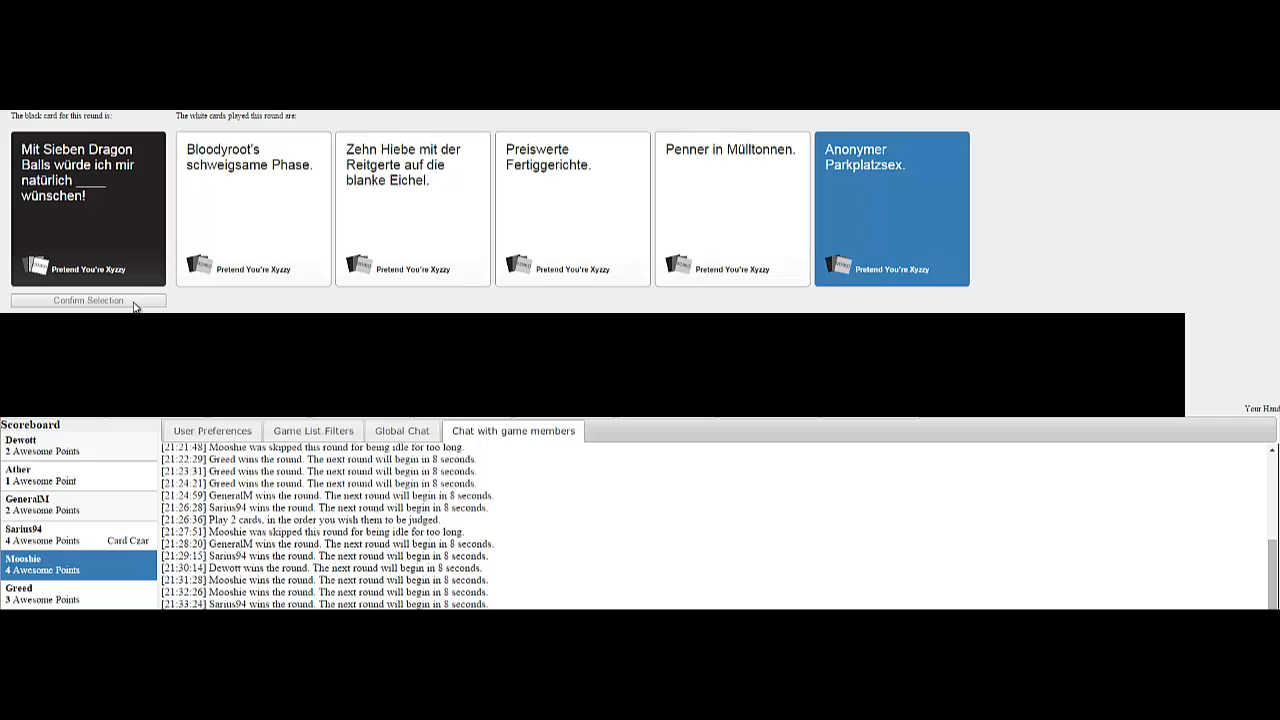 The black card for this round is:
The white cards played this round are:
Mit Sieben Dragon
Balls würde ich mir
natürlich ____
wünschen!
Pretend You're Xyzzy
Bloodyroot's
schweigsame Phase.
Pretend You're Xyzzy
Zehn Hiebe mit der
Reitgerte auf die
blanke Eichel.
Pretend You're Xyzzy
Preiswerte
Fertiggerichte.
Pretend You're Xyzzy
Penner in Mülltonnen.
Pretend You're Xyzzy
Anonymer
Parkplatzsex.
Pretend You're Xyzzy
Confirm Selection
Your Hand
Scoreboard
Dewott
2 Awesome Points
Ather
1 Awesome Point
GeneralM
2 Awesome Points
Sarius94
4 Awesome Points Card Czar
Mooshie
4 Awesome Points
Greed
3 Awesome Points
User Preferences
Game List Filters
Global Chat
Chat with game members
[21:21:48] Mooshie was skipped this round for being idle for too long.
[21:22:29] Greed wins the round. The next round will begin in 8 seconds.
[21:23:31] Greed wins the round. The next round will begin in 8 seconds.
[21:24:21] Greed wins the round. The next round will begin in 8 seconds.
[21:24:59] GeneralM wins the round. The next round will begin in 8 seconds.
[21:26:28] Sarius94 wins the round. The next round will begin in 8 seconds.
[21:26:36] Play 2 cards, in the order you wish them to be judged.
[21:27:51] Mooshie was skipped this round for being idle for too long.
[21:28:20] GeneralM wins the round. The next round will begin in 8 seconds.
[21:29:15] Sarius94 wins the round. The next round will begin in 8 seconds.
[21:30:14] Dewott wins the round. The next round will begin in 8 seconds.
[21:31:28] Mooshie wins the round. The next round will begin in 8 seconds.
[21:32:26] Mooshie wins the round. The next round will begin in 8 seconds.
[21:33:24] Sarius94 wins the round. The next round will begin in 8 seconds.